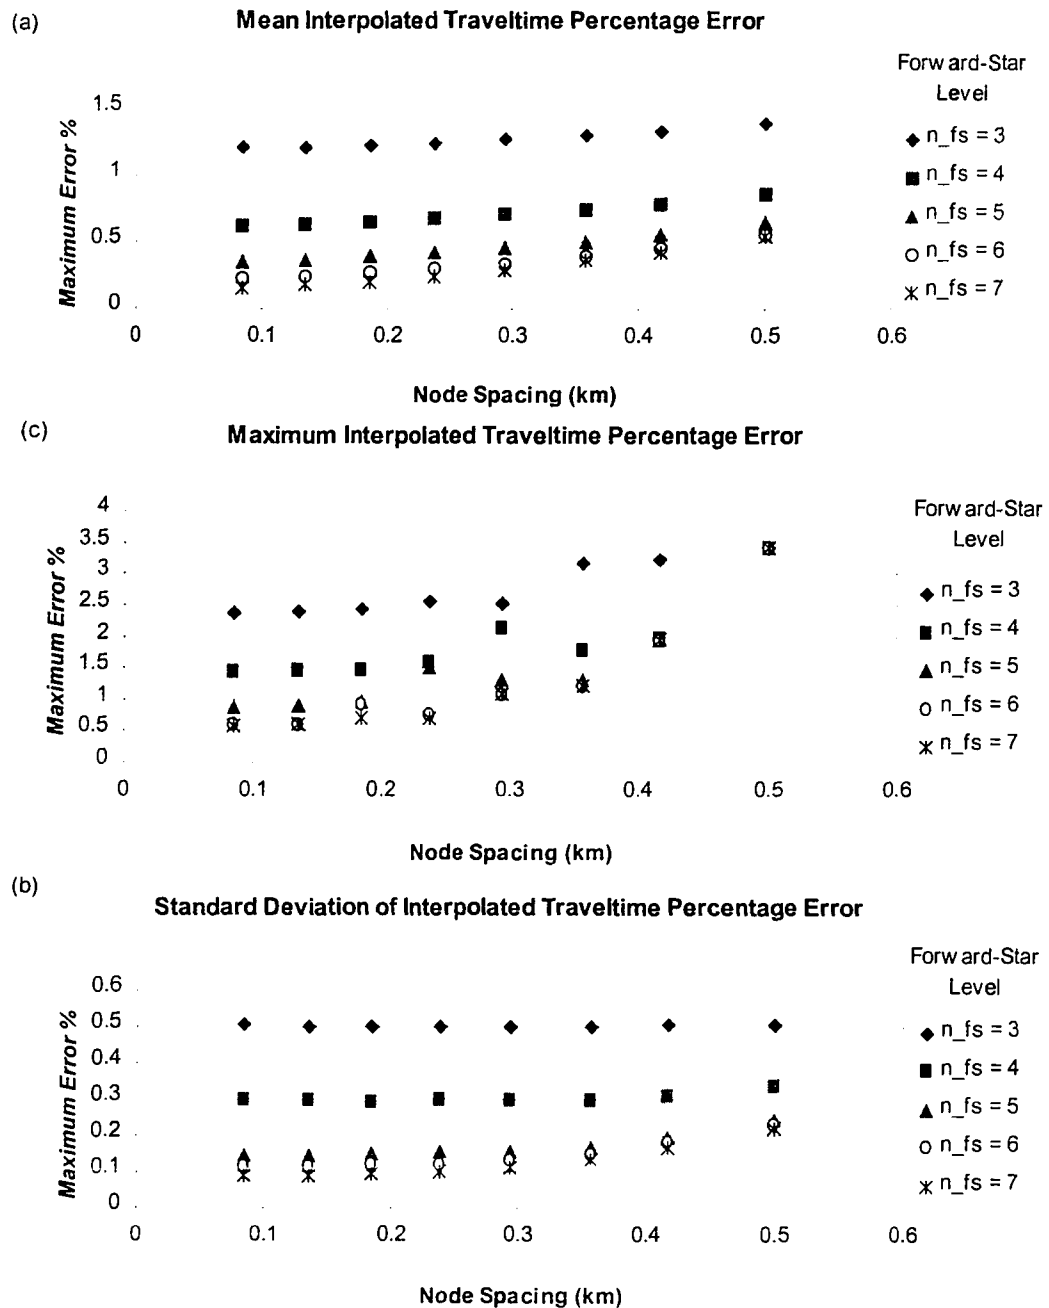 (a)
Mean Interpolated Traveltime Percentage Error
Forward-Star
Level
Maximum Error %
1.5
1
0.5
0
n_fs = 3
n_fs = 4
n_fs = 5
n_fs = 6
n_fs = 7
0 0.1 0.2 0.3 0.4 0.5 0.6
Node Spacing (km)
(c)
Maximum Interpolated Traveltime Percentage Error
Forward-Star
Level
Maximum Error %
4
3.5
3
2.5
2
1.5
1
0.5
0
n_fs = 3
n_fs = 4
n_fs = 5
n_fs = 6
n_fs = 7
0 0.1 0.2 0.3 0.4 0.5 0.6
Node Spacing (km)
(b)
Standard Deviation of Interpolated Traveltime Percentage Error
Forward-Star
Level
Maximum Error %
0.6
0.5
0.4
0.3
0.2
0.1
0
n_fs = 3
n_fs = 4
n_fs = 5
n_fs = 6
n_fs = 7
0 0.1 0.2 0.3 0.4 0.5 0.6
Node Spacing (km)